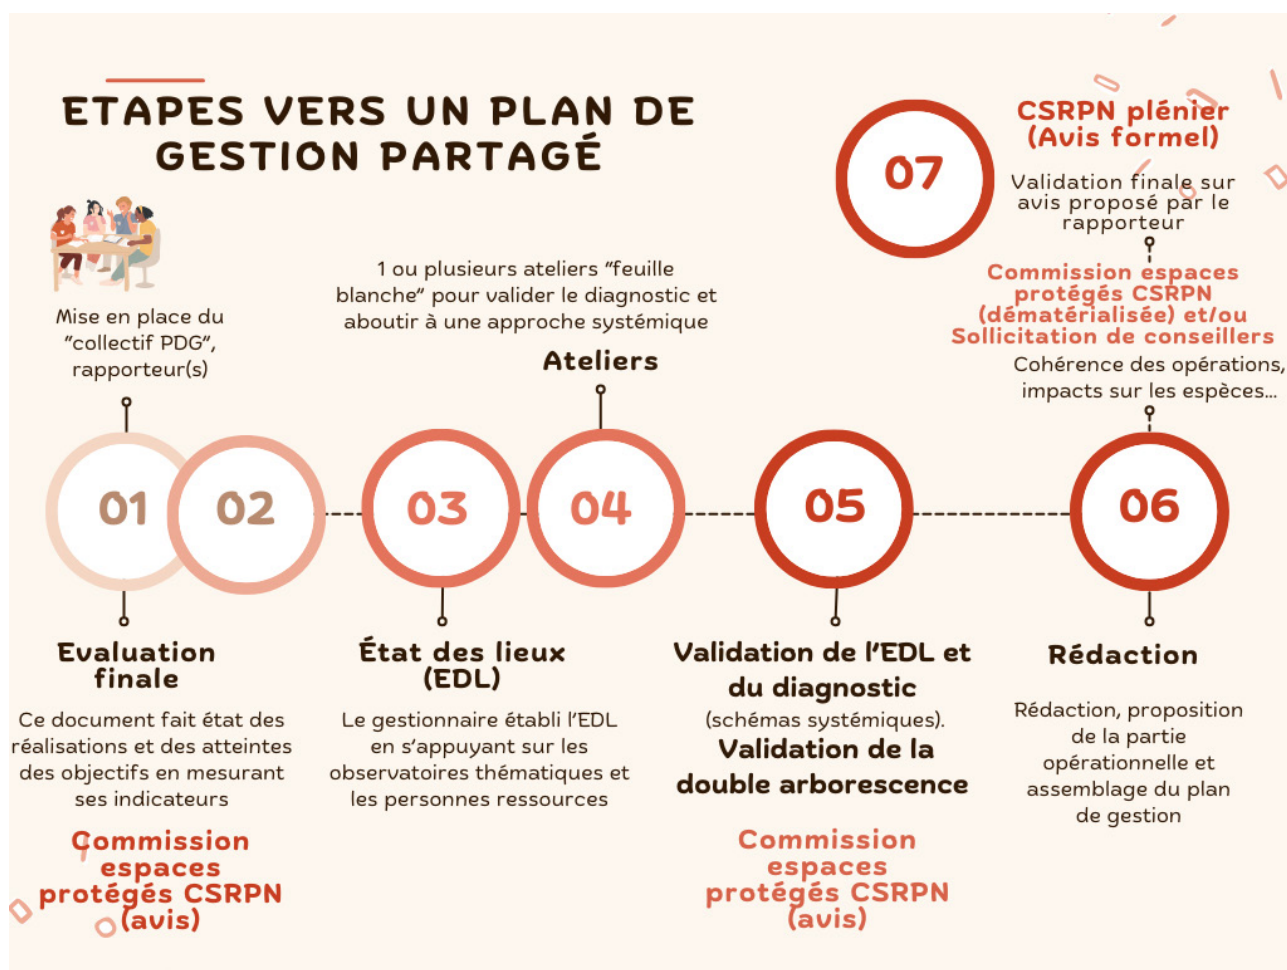 ETAPES VERS UN PLAN DE
GESTION PARTAGÉ
Mise en place du
"collectif PDG",
rapporteur(s)
1 ou plusieurs ateliers "feuille
blanche" pour valider le diagnostic et
aboutir à une approche systémique
Ateliers
07
CSRPN plénier
(Avis formel)
Validation finale sur
avis proposé par le
rapporteur
Commission espaces
protégés CSRPN
(dématérialisée) et/ou
Sollicitation de conseillers
Cohérence des opérations,
impacts sur les espèces...
01
02
03
04
05
06
Evaluation
finale
Ce document fait état des
réalisations et des atteintes
des objectifs en mesurant
ses indicateurs
Commission
espaces
protégés CSRPN
(avis)
État des lieux
(EDL)
Le gestionnaire établi l'EDL
en s'appuyant sur les
observatoires thématiques et
les personnes ressources
Validation de l'EDL et
du diagnostic
(schémas systémiques).
Validation de la
double arborescence
Commission
espaces
protégés CSRPN
(avis)
Rédaction
Rédaction, proposition
de la partie
opérationnelle et
assemblage du plan
de gestion